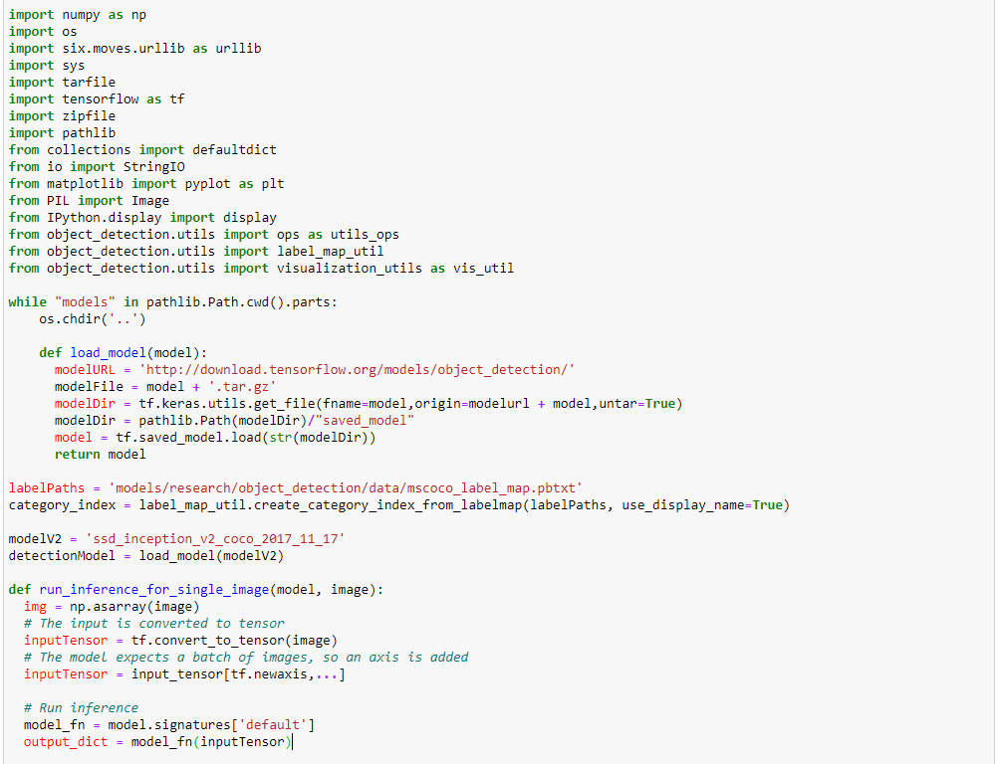 import numpy as np
import os
import six.moves.urllib as urllib
import sys
import tarfile
import tensorflow as tf
import zipfile
import pathlib
from collections import defaultdict
from io import StringIO
from matplotlib import pyplot as plt
from PIL import Image
from IPython.display import display
from object_detection.utils import ops as utils_ops
from object_detection.utils import label_map_util
from object_detection.utils import visualization_utils as vis_util

while "models" in pathlib.Path.cwd().parts:
    os.chdir('..')

    def load_model(model):
      modelURL = 'http://download.tensorflow.org/models/object_detection/'
      modelFile = model + '.tar.gz'
      modelDir = tf.keras.utils.get_file(fname=model,origin=modelurl + model,untar=True)
      modelDir = pathlib.Path(modelDir)/"saved_model"
      model = tf.saved_model.load(str(modelDir))
      return model

labelPaths = 'models/research/object_detection/data/mscoco_label_map.pbtxt'
category_index = label_map_util.create_category_index_from_labelmap(labelPaths, use_display_name=True)

modelV2 = 'ssd_inception_v2_coco_2017_11_17'
detectionModel = load_model(modelV2)

def run_inference_for_single_image(model, image):
  img = np.asarray(image)
  # The input is converted to tensor
  inputTensor = tf.convert_to_tensor(image)
  # The model expects a batch of images, so an axis is added
  inputTensor = input_tensor[tf.newaxis,...]

  # Run inference
  model_fn = model.signatures['default']
  output_dict = model_fn(inputTensor)